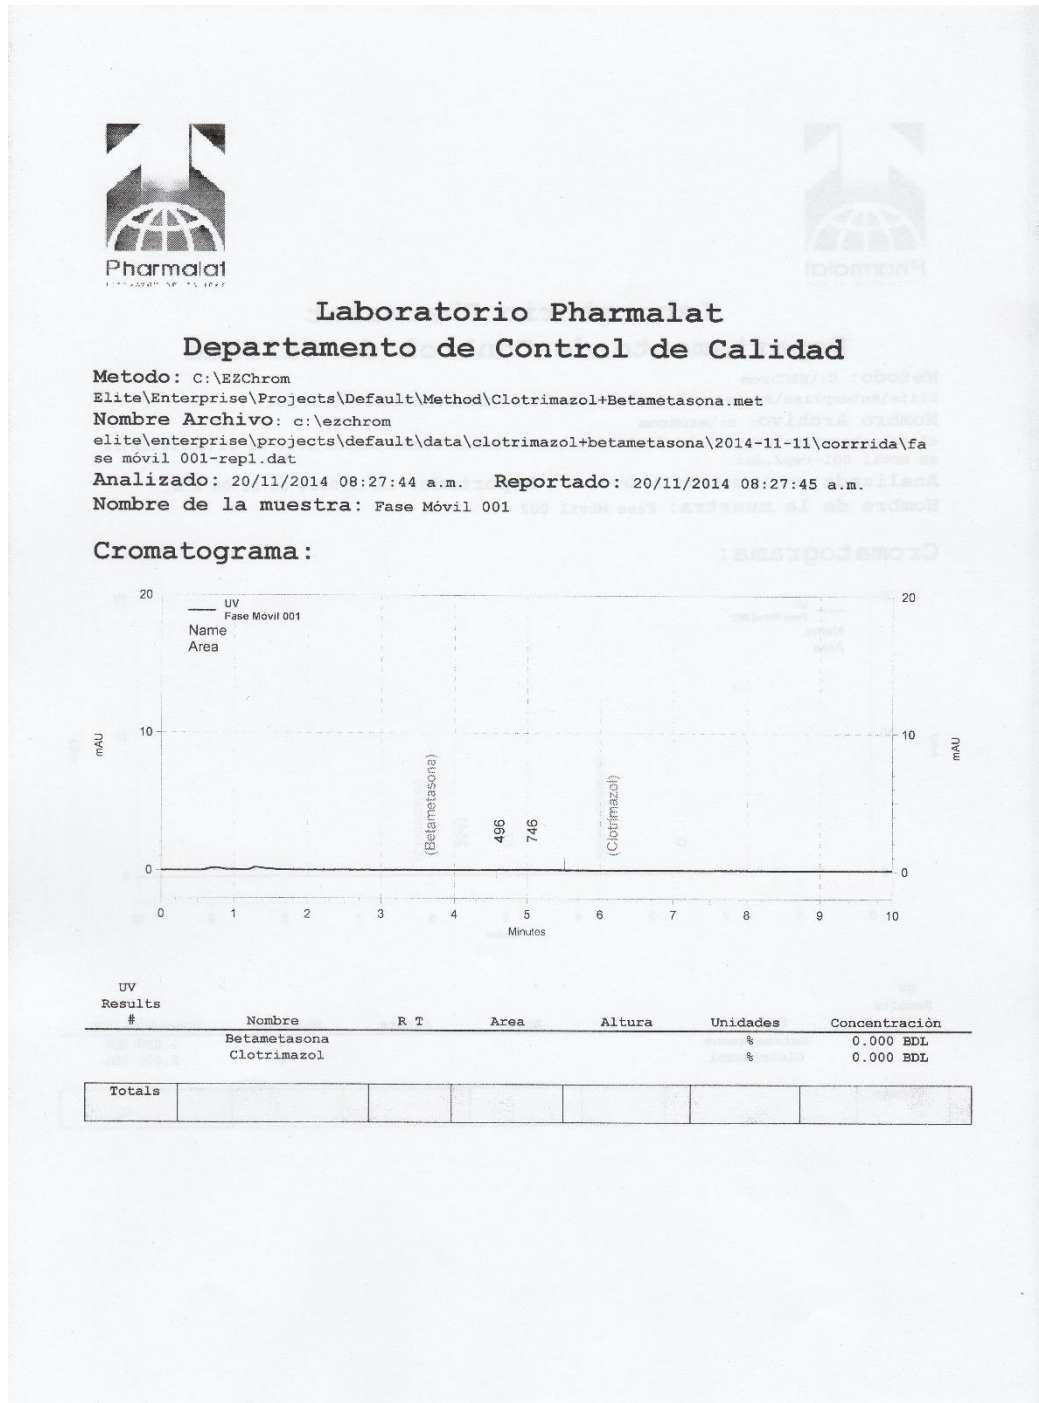 Pharmalat
Laboratorio Pharmalat
Departamento de Control de Calidad
Metodo: C:\EZChrom
Elite\Enterprise\Projects\Default\Method\Clotrimazol+Betametasona.met
Nombre Archivo: c:\ezchrom
elite\enterprise\projects\default\data\clotrimazol+betametasona\2014-11-11\corrrida\fa
se móvil 001-rep1.dat
Analizado: 20/11/2014 08:27:44 a.m. Reportado: 20/11/2014 08:27:45 a.m.
Nombre de la muestra: Fase Móvil 001
Cromatograma:
20 20
UV
Fase Móvil 001
Name
Area
10 10
mAU mAU
(Betametasona) 496 746 (Clotrimazol)
0 0
0 1 2 3 4 5 6 7 8 9 10
Minutes
UV
Results
# Nombre R T Area Altura Unidades Concentración
Betametasona % 0.000 BDL
Clotrimazol % 0.000 BDL
Totals